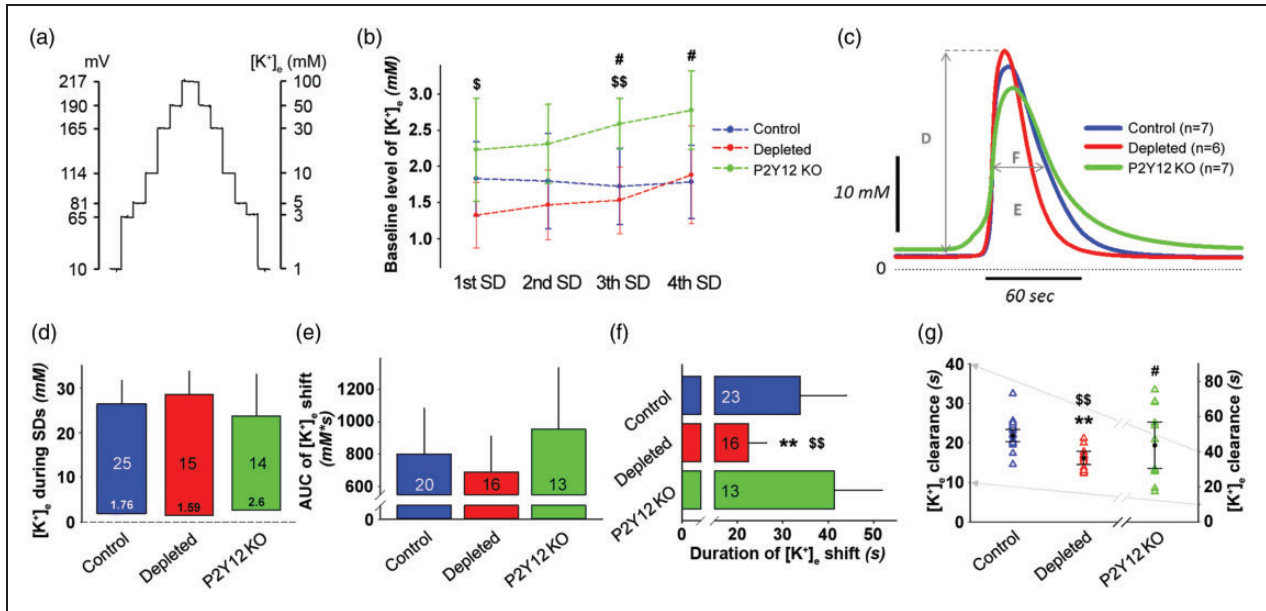 (a)
mV
[K⁺]ₑ (mM)
217
190
165
114
81
65
10
100
50
30
10
5
3
1
(b)
Baseline level of [K⁺]ₑ (mM)
3.0
2.5
2.0
1.5
1.0
$
#
$$
#
Control
Depleted
P2Y12 KO
1st SD
2nd SD
3th SD
4th SD
(c)
D
F
E
10 mM
0
60 sec
Control (n=7)
Depleted (n=6)
P2Y12 KO (n=7)
(d)
[K⁺]ₑ during SDs (mM)
30
20
10
0
25
15
14
1.76
1.59
2.6
Control
Depleted
P2Y12 KO
(e)
AUC of [K⁺]ₑ shift
(mM*s)
1200
1000
800
600
0
20
16
13
Control
Depleted
P2Y12 KO
(f)
Control
Depleted
P2Y12 KO
23
16
** $$
13
0
20
30
40
50
Duration of [K⁺]ₑ shift (s)
(g)
[K⁺]ₑ clearance (s)
40
30
20
10
0
$$
**
#
80
60
40
20
0
[K⁺]ₑ clearance (s)
Control
Depleted
P2Y12 KO